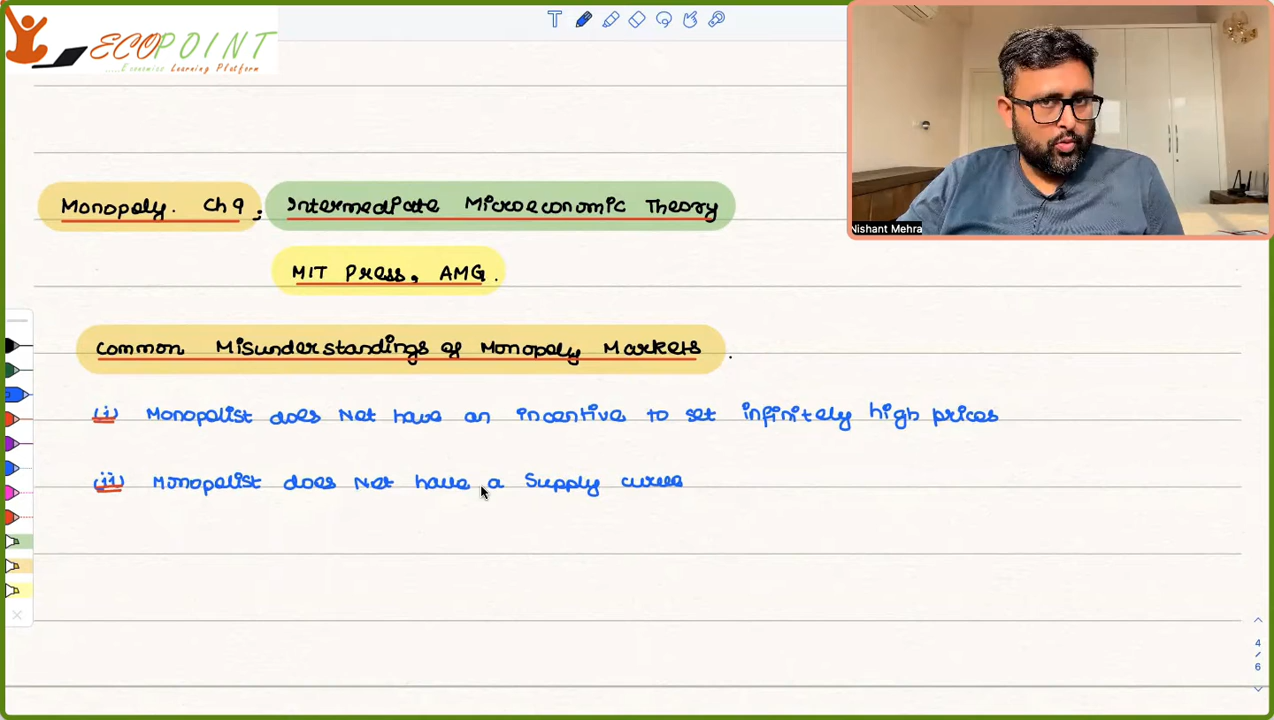 ECOPOINT
.....Economics Learning Platform
Monopoly. Ch 9, Intermediate Microeconomic Theory
MIT Press, AMG.
Common Misunderstandings of Monopoly Markets.
(i) Monopolist does Not have an incentive to set infinitely high prices
(ii) Monopolist does Not have a Supply curve
Nishant Mehra
4
/
6